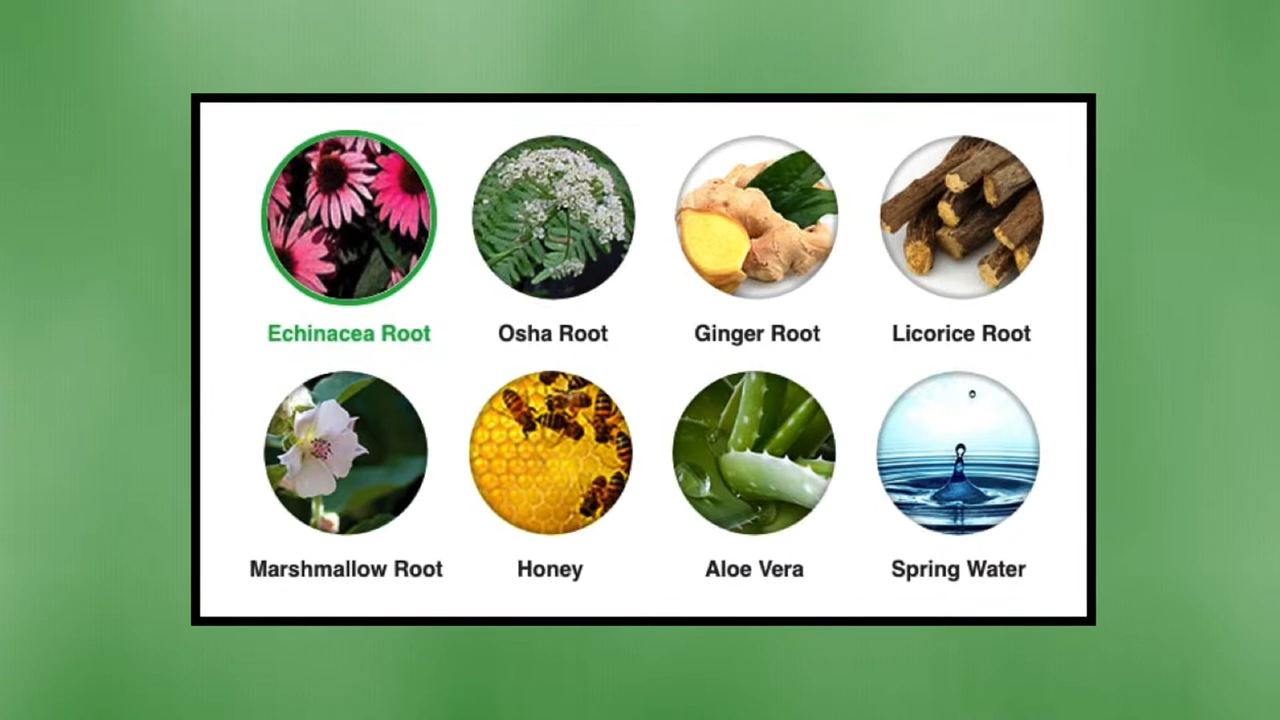 Echinacea Root
Osha Root
Ginger Root
Licorice Root
Marshmallow Root
Honey
Aloe Vera
Spring Water